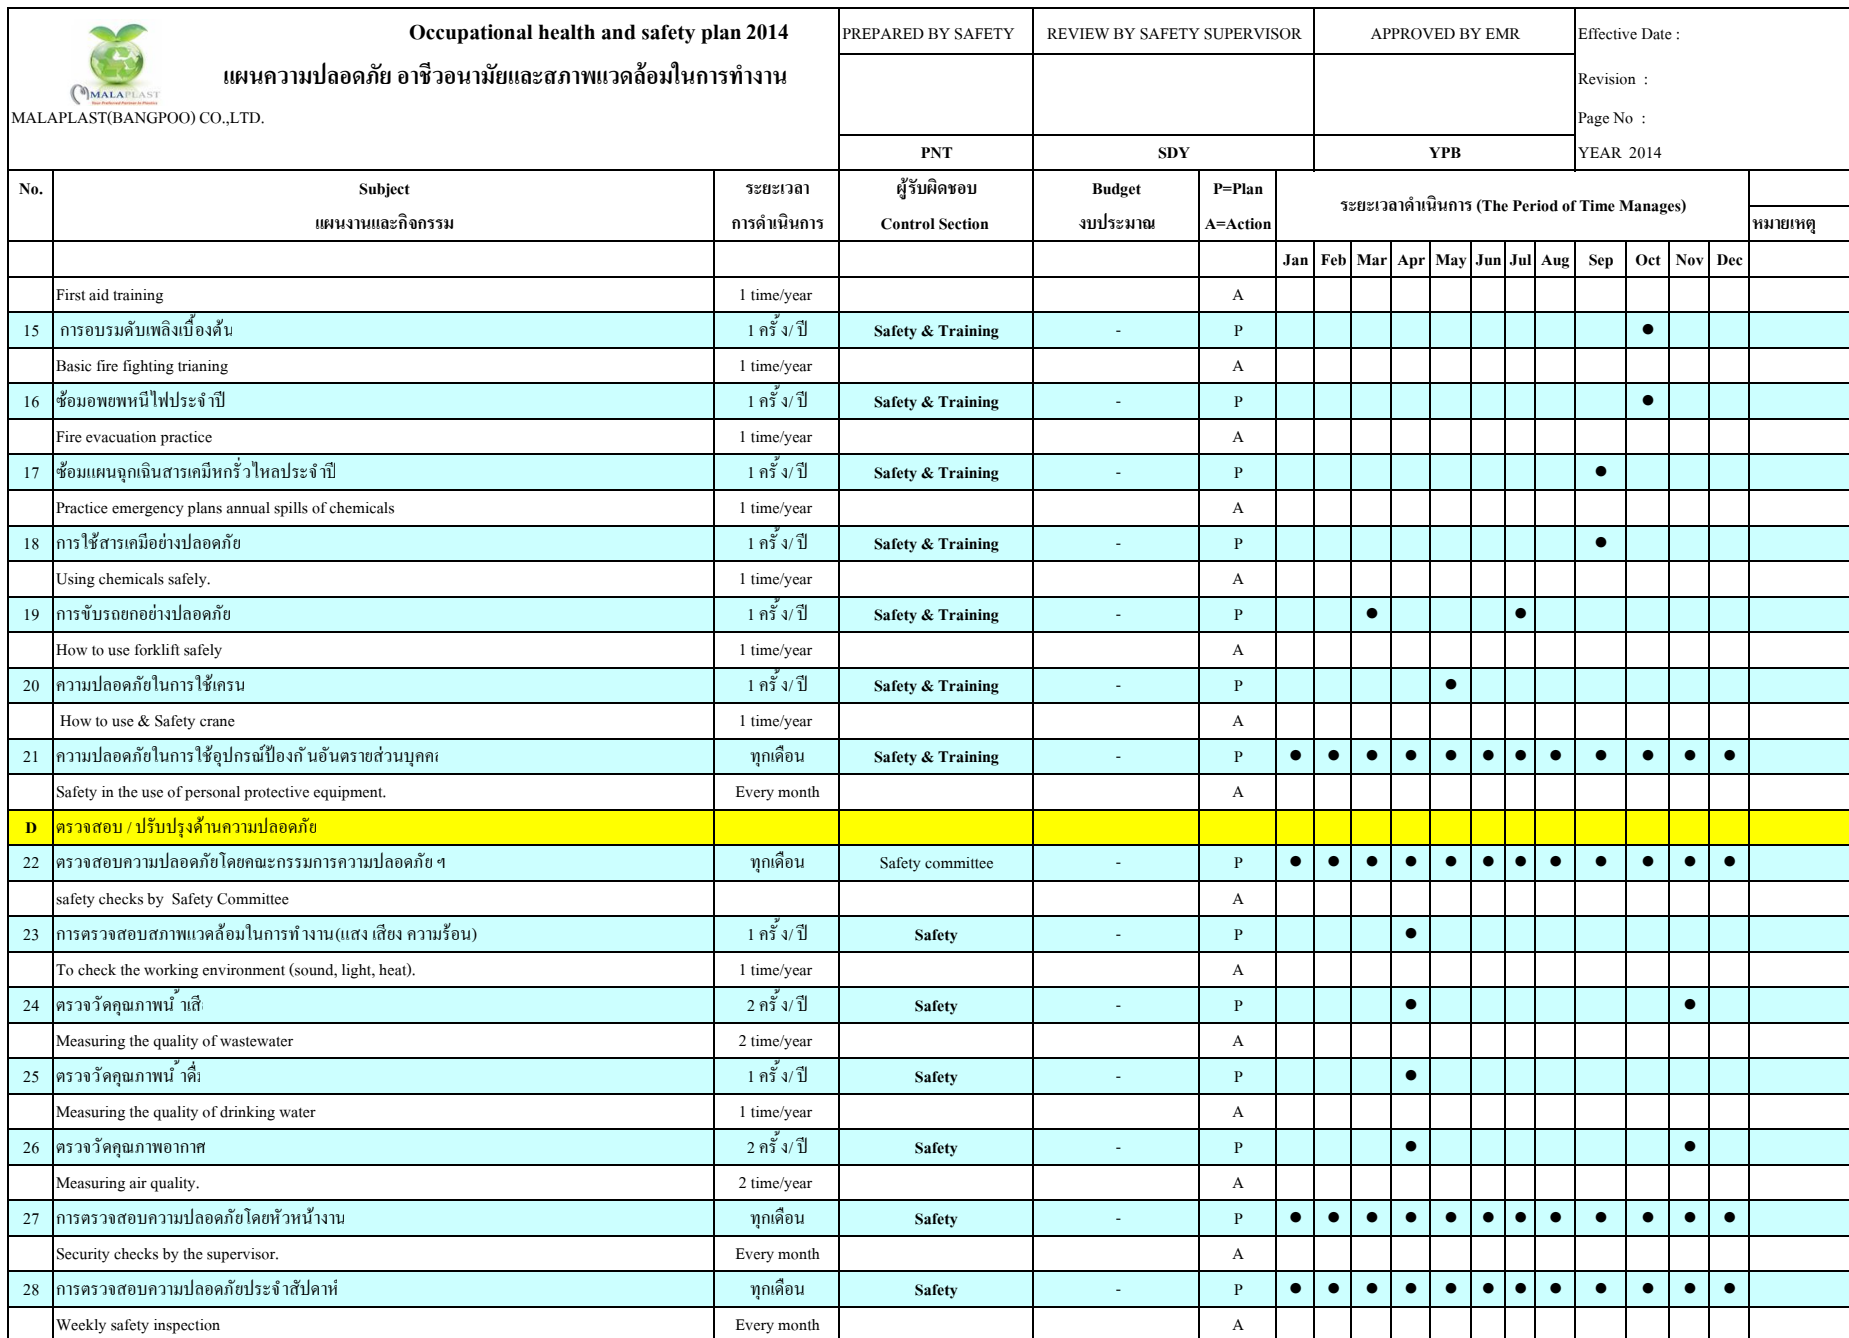 Occupational health and safety plan 2014
แผนความปลอดภัย อาชีวอนามัยและสภาพแวดล้อมในการทำงาน
MALAPLAST
MALAPLAST(BANGPOO) CO.,LTD.
PREPARED BY SAFETY REVIEW BY SAFETY SUPERVISOR APPROVED BY EMR Effective Date :
Revision :
Page No :
PNT SDY YPB YEAR 2014
No. Subject ระยะเวลา ผู้รับผิดชอบ Budget P=Plan ระยะเวลาดำเนินการ (The Period of Time Manages)
แผนงานและกิจกรรม การดำเนินการ Control Section งบประมาณ A=Action หมายเหตุ
Jan Feb Mar Apr May Jun Jul Aug Sep Oct Nov Dec
First aid training 1 time/year A
15 การอบรมดับเพลิงเบื้องต้น 1 ครั้ง/ปี Safety & Training - P ●
Basic fire fighting trianing 1 time/year A
16 ซ้อมอพยพหนีไฟประจำปี 1 ครั้ง/ปี Safety & Training - P ●
Fire evacuation practice 1 time/year A
17 ซ้อมแผนฉุกเฉินสารเคมีหกรั่วไหลประจำปี 1 ครั้ง/ปี Safety & Training - P ●
Practice emergency plans annual spills of chemicals 1 time/year A
18 การใช้สารเคมีอย่างปลอดภัย 1 ครั้ง/ปี Safety & Training - P ●
Using chemicals safely. 1 time/year A
19 การขับรถยกอย่างปลอดภัย 1 ครั้ง/ปี Safety & Training - P ● ●
How to use forklift safely 1 time/year A
20 ความปลอดภัยในการใช้เครน 1 ครั้ง/ปี Safety & Training - P ●
How to use & Safety crane 1 time/year A
21 ความปลอดภัยในการใช้อุปกรณ์ป้องกันอันตรายส่วนบุคค ทุกเดือน Safety & Training - P ● ● ● ● ● ● ● ● ● ● ● ●
Safety in the use of personal protective equipment. Every month A
D ตรวจสอบ / ปรับปรุงด้านความปลอดภัย
22 ตรวจสอบความปลอดภัยโดยคณะกรรมการความปลอดภัย ฯ ทุกเดือน Safety committee - P ● ● ● ● ● ● ● ● ● ● ● ●
safety checks by Safety Committee A
23 การตรวจสอบสภาพแวดล้อมในการทำงาน(แสง เสียง ความร้อน) 1 ครั้ง/ปี Safety - P ●
To check the working environment (sound, light, heat). 1 time/year A
24 ตรวจวัดคุณภาพน้ำเสี 2 ครั้ง/ปี Safety - P ● ●
Measuring the quality of wastewater 2 time/year A
25 ตรวจวัดคุณภาพน้ำดื่ 1 ครั้ง/ปี Safety - P ●
Measuring the quality of drinking water 1 time/year A
26 ตรวจวัดคุณภาพอากาศ 2 ครั้ง/ปี Safety - P ● ●
Measuring air quality. 2 time/year A
27 การตรวจสอบความปลอดภัยโดยหัวหน้างาน ทุกเดือน Safety - P ● ● ● ● ● ● ● ● ● ● ● ●
Security checks by the supervisor. Every month A
28 การตรวจสอบความปลอดภัยประจำสัปดาห์ ทุกเดือน Safety - P ● ● ● ● ● ● ● ● ● ● ● ●
Weekly safety inspection Every month A